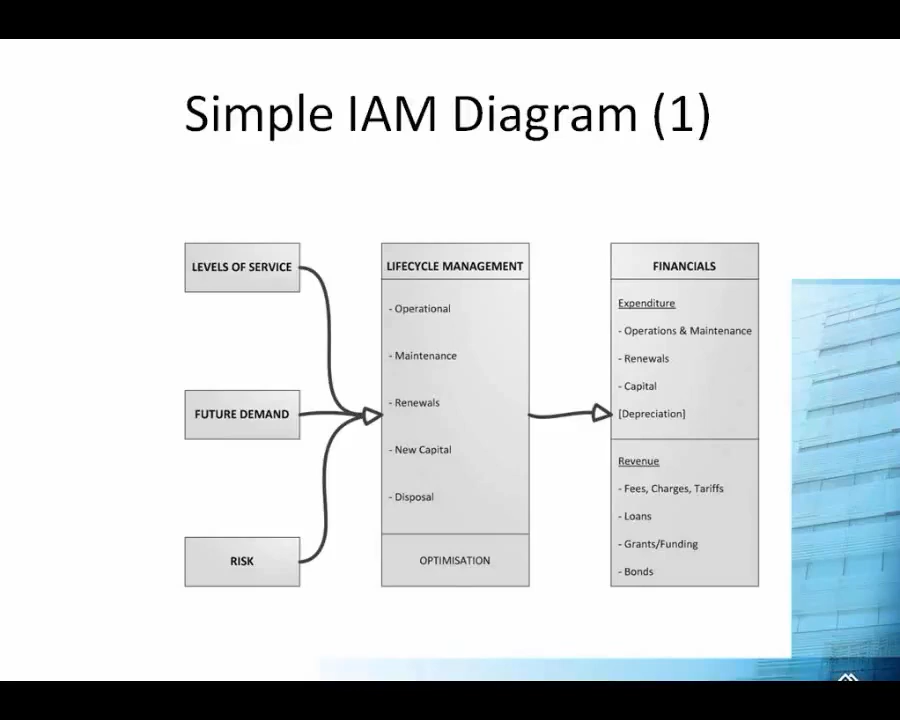 Simple IAM Diagram (1)
LEVELS OF SERVICE
FUTURE DEMAND
RISK
LIFECYCLE MANAGEMENT
- Operational
- Maintenance
- Renewals
- New Capital
- Disposal
OPTIMISATION
FINANCIALS
Expenditure
- Operations & Maintenance
- Renewals
- Capital
[Depreciation]
Revenue
- Fees, Charges, Tariffs
- Loans
- Grants/Funding
- Bonds